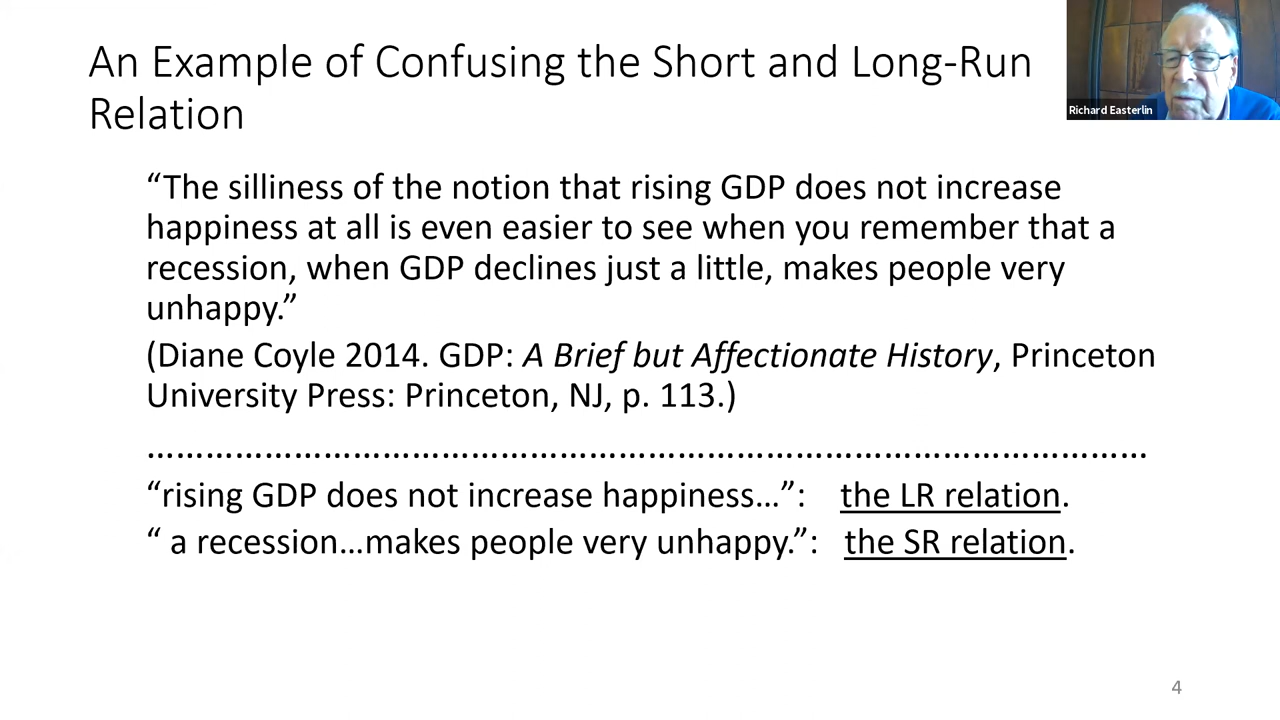 An Example of Confusing the Short and Long-Run
Relation
Richard Easterlin
“The silliness of the notion that rising GDP does not increase
happiness at all is even easier to see when you remember that a
recession, when GDP declines just a little, makes people very
unhappy.”
(Diane Coyle 2014. GDP: A Brief but Affectionate History, Princeton
University Press: Princeton, NJ, p. 113.)
……………………………………………………………………………………………
“rising GDP does not increase happiness…”: the LR relation.
“ a recession…makes people very unhappy.”: the SR relation.
4